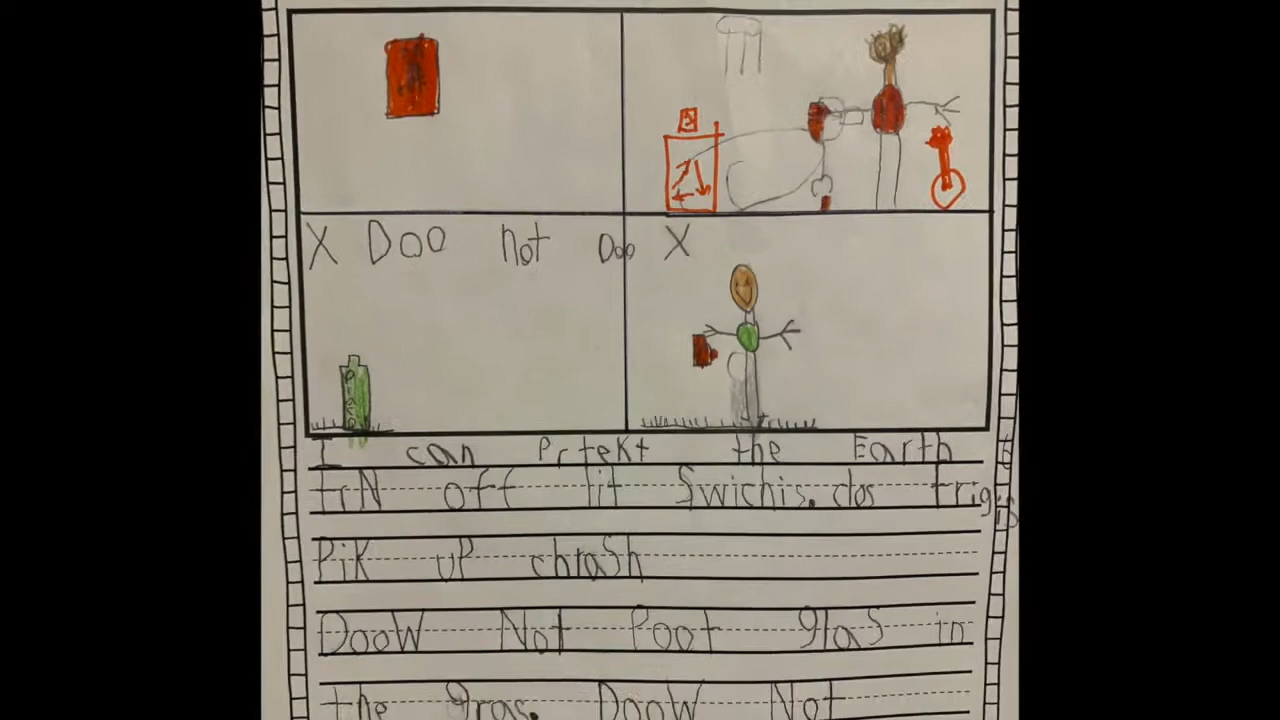 X Doo not Doo X
I can Prtekt the Earth
trN off lit Swichis. clos frigis
Pik uP chrash
DooW Not Poot glas in
the gras. DooW Not